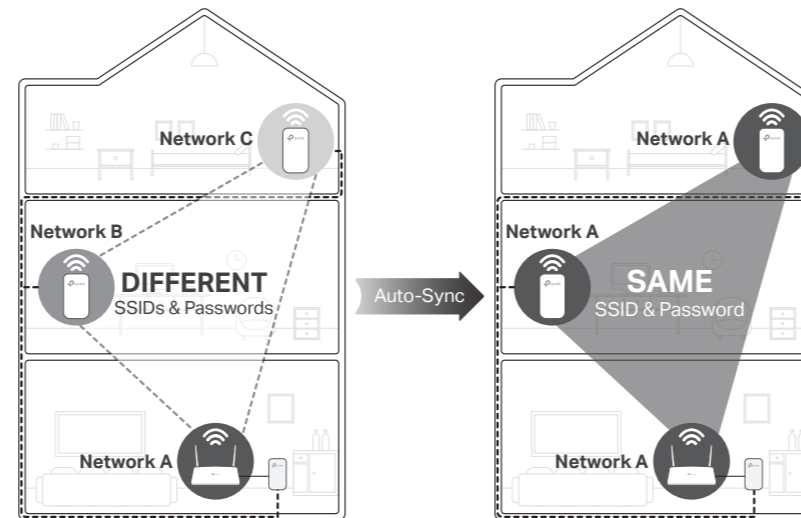 Network C
Network B
DIFFERENT
SSIDs & Passwords
Network A
Auto-Sync
Network A
Network A
SAME
SSID & Password
Network A